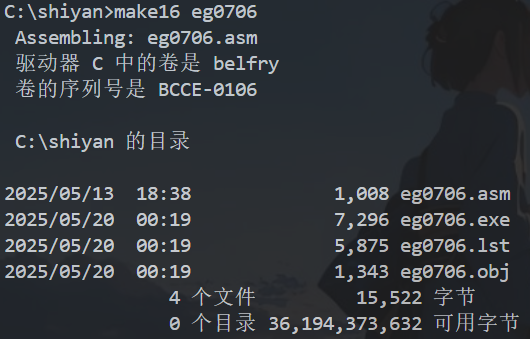 C:\shiyan>make16 eg0706
Assembling: eg0706.asm
驱动器 C 中的卷是 belfry
卷的序列号是 BCCE-0106
C:\shiyan 的目录
2025/05/13  18:38             1,008 eg0706.asm
2025/05/20  00:19             7,296 eg0706.exe
2025/05/20  00:19             5,875 eg0706.lst
2025/05/20  00:19             1,343 eg0706.obj
4 个文件         15,522 字节
0 个目录 36,194,373,632 可用字节